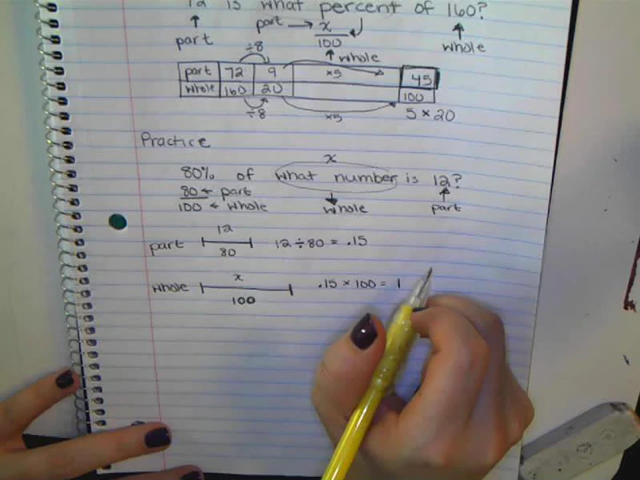 12 is what percent of 160?
part → x
part 100 whole
÷8 whole
part 72 9 ×5 45
whole 160 20 100
÷8 ×5 5 × 20
Practice
x
80% of what number is 12?
80 ← part
100 ← whole whole part
12
part 12 ÷ 80 = .15
80
x
whole .15 × 100 = 1
100